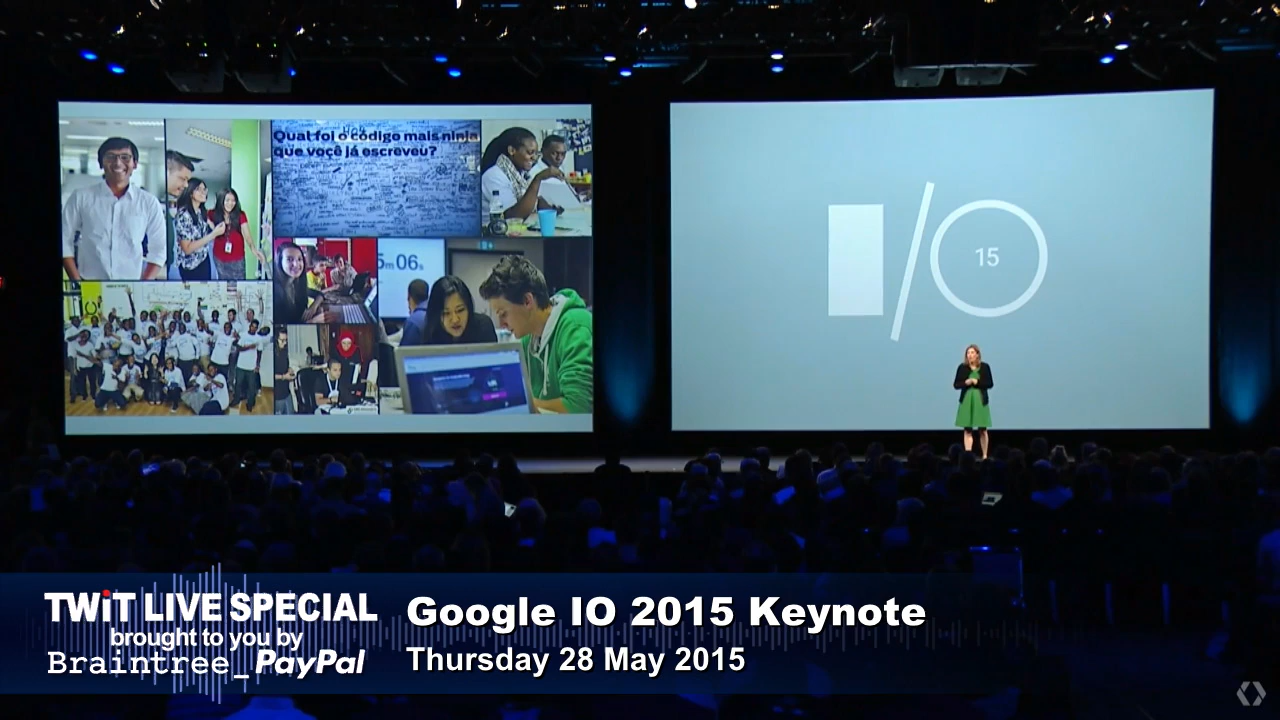 Qual foi o código mais ninja
que você já escreveu?
5m 06s
I/O
15
TWiT LIVE SPECIAL
brought to you by
Braintree_PayPal
Google IO 2015 Keynote
Thursday 28 May 2015